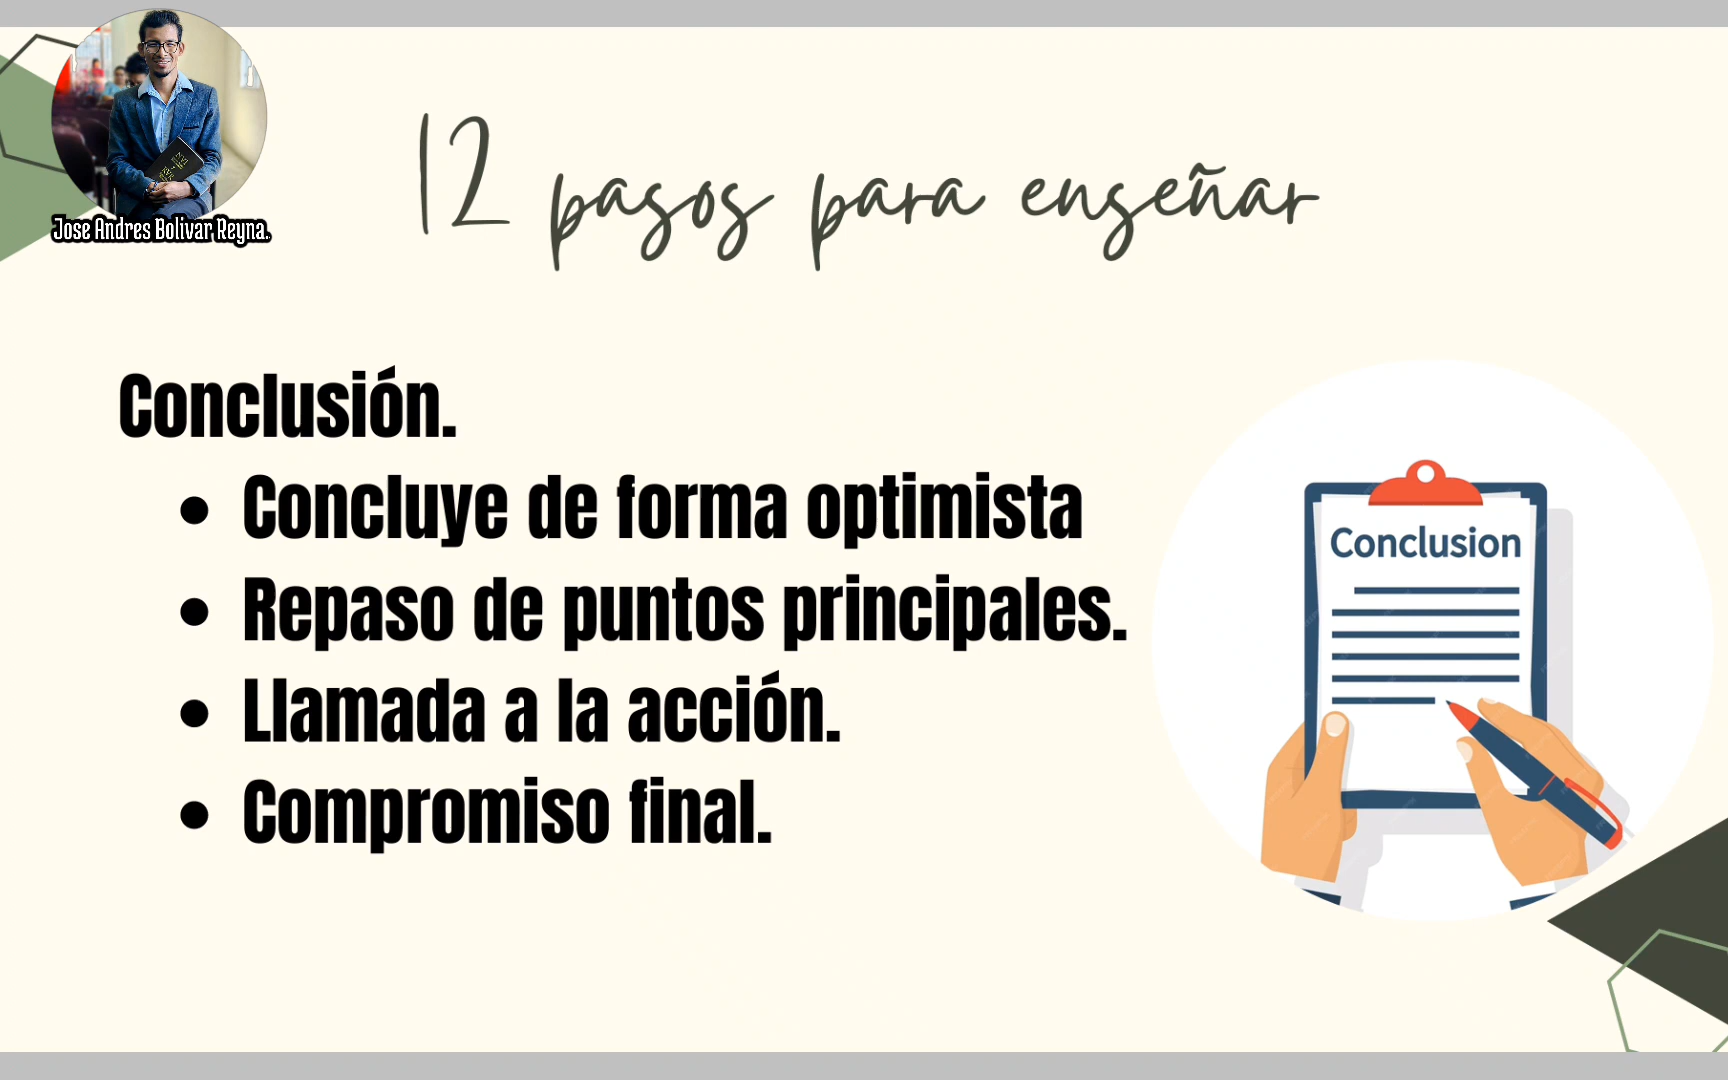 Jose Andres Bolivar Reyna.
12 pasos para enseñar
Conclusión.
• Concluye de forma optimista
• Repaso de puntos principales.
• Llamada a la acción.
• Compromiso final.
Conclusion